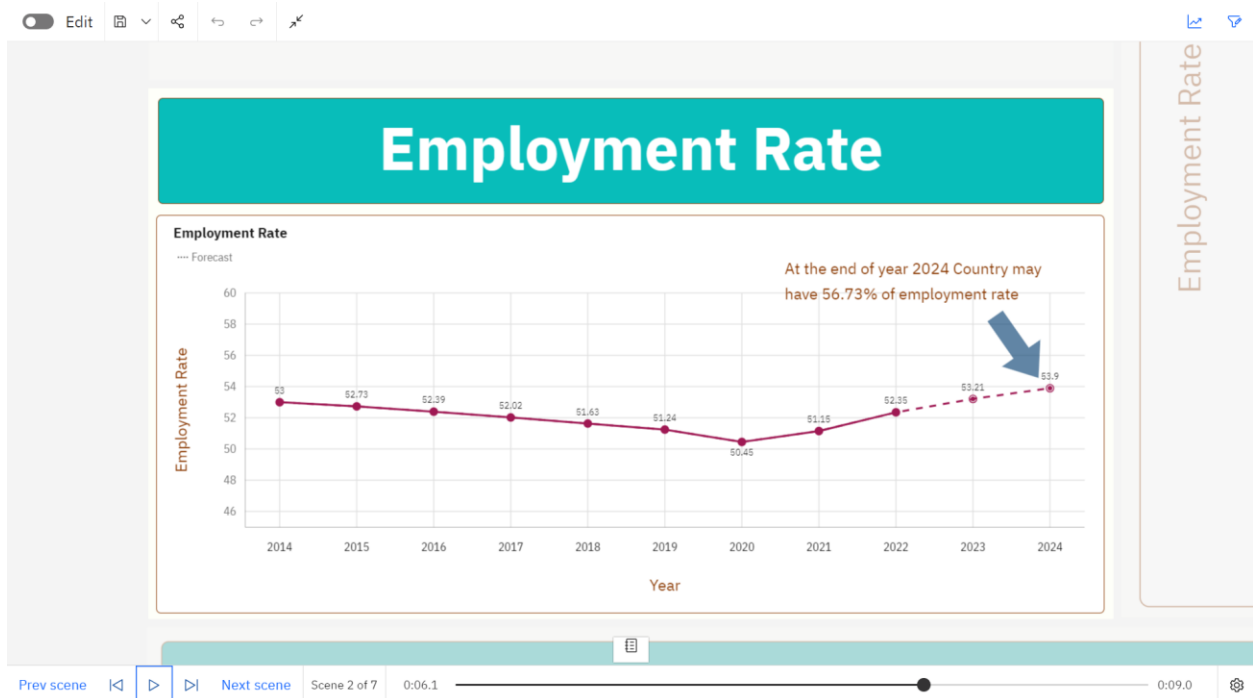 Edit
Employment Rate
Employment Rate
Employment Rate
---- Forecast
At the end of year 2024 Country may
have 56.73% of employment rate
60
58
56
54
52
50
48
46
Employment Rate
53
52.73
52.39
52.02
51.63
51.24
50.45
51.15
52.35
53.21
53.9
2014 2015 2016 2017 2018 2019 2020 2021 2022 2023 2024
Year
Prev scene Next scene Scene 2 of 7 0:06.1 0:09.0